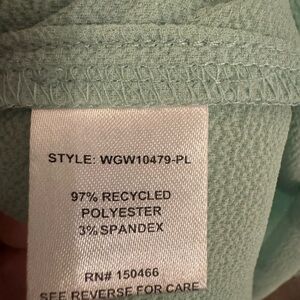 STYLE: WGW10479-PL
97% RECYCLED
POLYESTER
3% SPANDEX
RN# 150466
SEE REVERSE FOR CARE